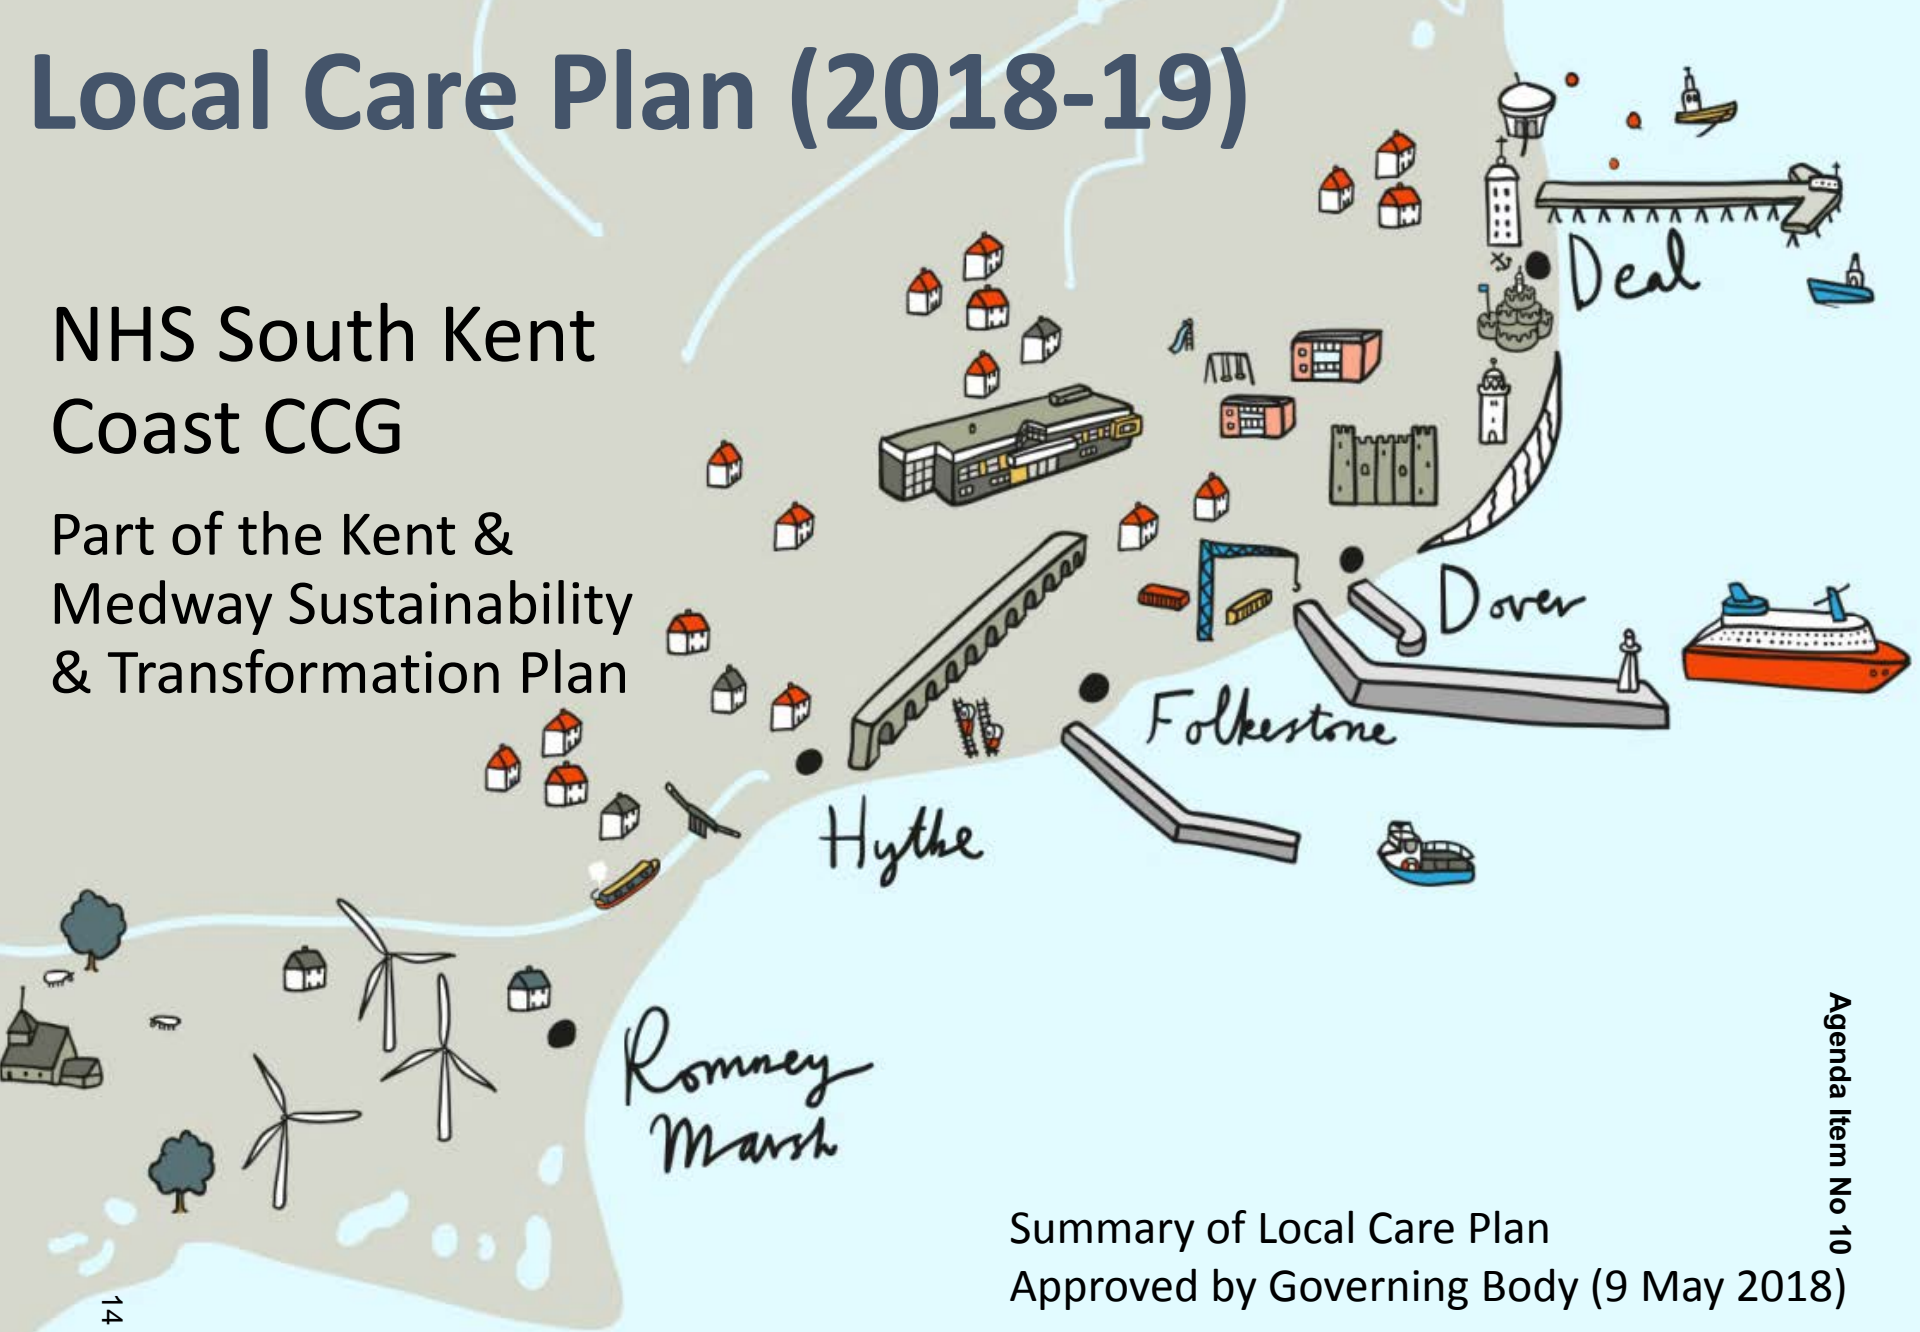 Local Care Plan (2018-19)
NHS South Kent
Coast CCG
Part of the Kent &
Medway Sustainability
& Transformation Plan
Deal
Dover
Folkestone
Hythe
Romney
Marsh
Summary of Local Care Plan
Approved by Governing Body (9 May 2018)
Agenda Item No 10
14